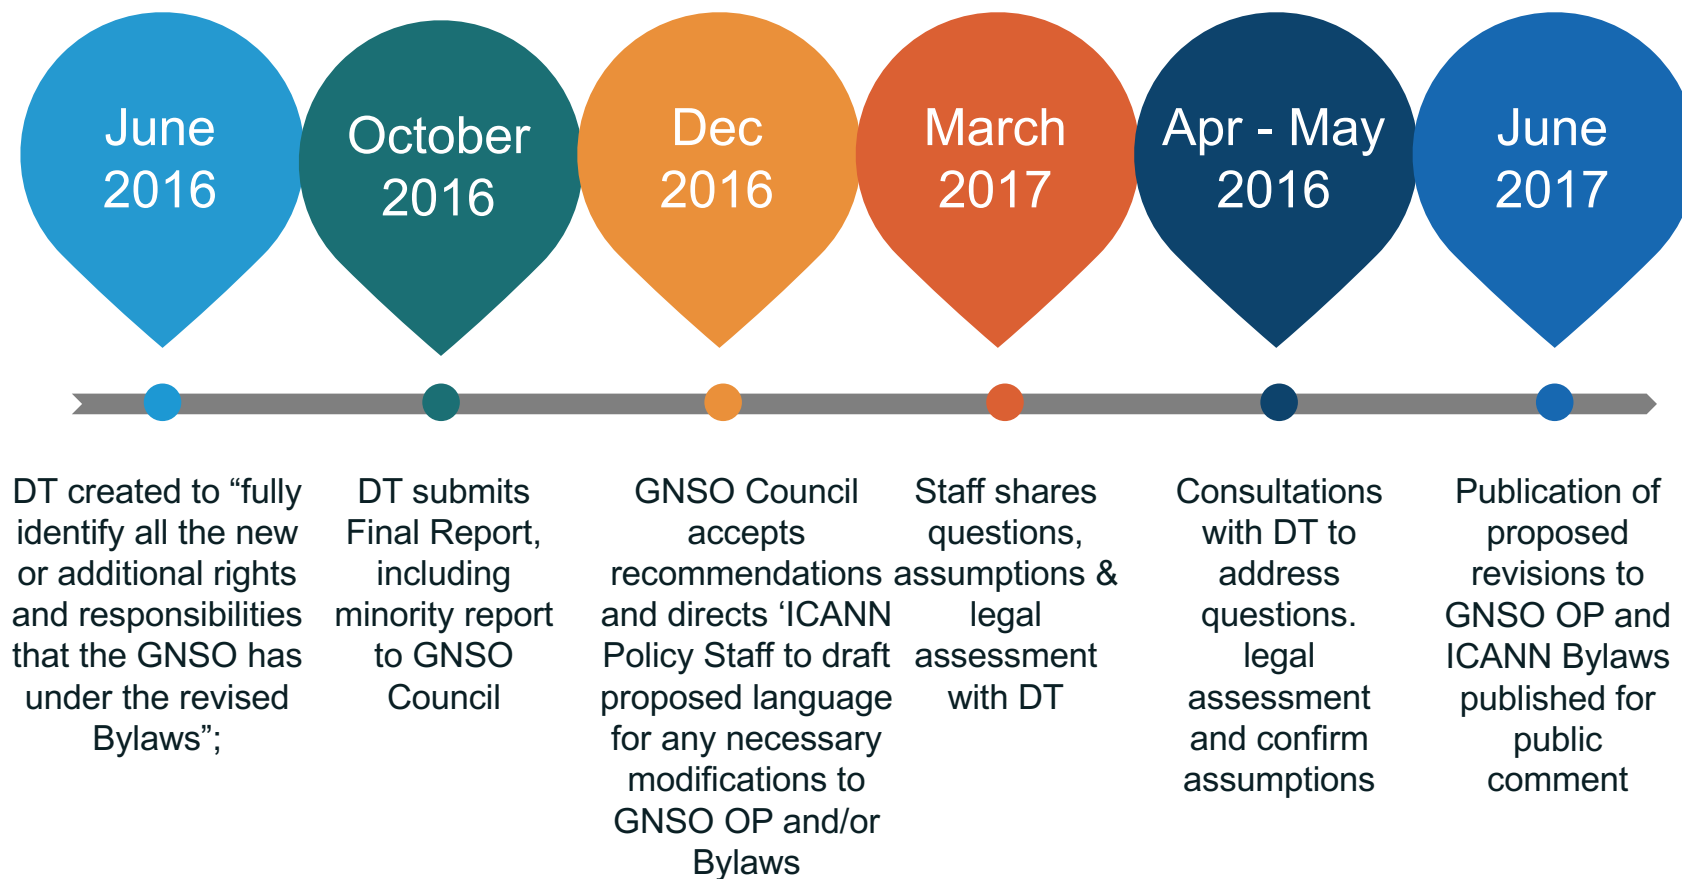 June
2016
October
2016
Dec
2016
March
2017
Apr - May
2016
June
2017
DT created to “fully
identify all the new
or additional rights
and responsibilities
that the GNSO has
under the revised
Bylaws”;
DT submits
Final Report,
including
minority report
to GNSO
Council
GNSO Council
accepts
recommendations
and directs ‘ICANN
Policy Staff to draft
proposed language
for any necessary
modifications to
GNSO OP and/or
Bylaws
Staff shares
questions,
assumptions &
legal
assessment
with DT
Consultations
with DT to
address
questions.
legal
assessment
and confirm
assumptions
Publication of
proposed
revisions to
GNSO OP and
ICANN Bylaws
published for
public
comment